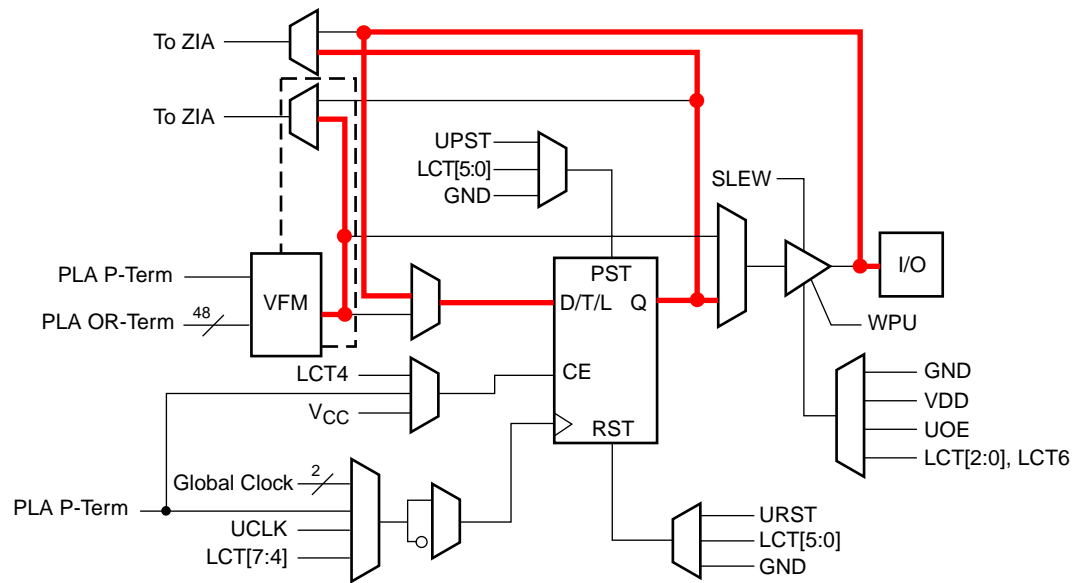 To ZIA
To ZIA
UPST
LCT[5:0]
GND
SLEW
PLA P-Term
VFM
PST
I/O
PLA OR-Term
48
D/T/L
Q
WPU
LCT4
CE
GND
VCC
VDD
RST
UOE
LCT[2:0], LCT6
Global Clock
2
PLA P-Term
URST
UCLK
LCT[5:0]
LCT[7:4]
GND